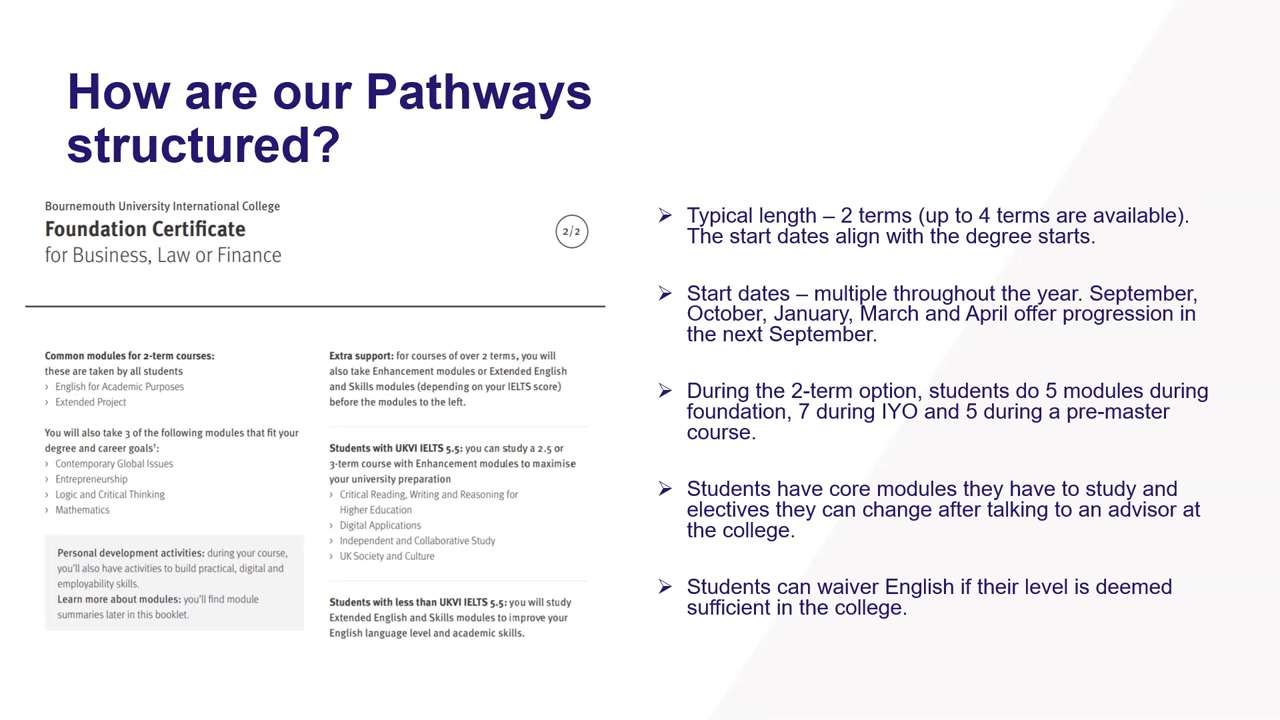 How are our Pathways
structured?
Bournemouth University International College
Foundation Certificate
for Business, Law or Finance
2/2
Common modules for 2-term courses:
these are taken by all students
› English for Academic Purposes
› Extended Project
You will also take 3 of the following modules that fit your
degree and career goals¹:
› Contemporary Global Issues
› Entrepreneurship
› Logic and Critical Thinking
› Mathematics
Personal development activities: during your course,
you'll also have activities to build practical, digital and
employability skills.
Learn more about modules: you'll find module
summaries later in this booklet.
Extra support: for courses of over 2 terms, you will
also take Enhancement modules or Extended English
and Skills modules (depending on your IELTS score)
before the modules to the left.
Students with UKVI IELTS 5.5: you can study a 2.5 or
3-term course with Enhancement modules to maximise
your university preparation
› Critical Reading, Writing and Reasoning for
Higher Education
› Digital Applications
› Independent and Collaborative Study
› UK Society and Culture
Students with less than UKVI IELTS 5.5: you will study
Extended English and Skills modules to improve your
English language level and academic skills.
➢ Typical length – 2 terms (up to 4 terms are available).
The start dates align with the degree starts.
➢ Start dates – multiple throughout the year. September,
October, January, March and April offer progression in
the next September.
➢ During the 2-term option, students do 5 modules during
foundation, 7 during IYO and 5 during a pre-master
course.
➢ Students have core modules they have to study and
electives they can change after talking to an advisor at
the college.
➢ Students can waiver English if their level is deemed
sufficient in the college.